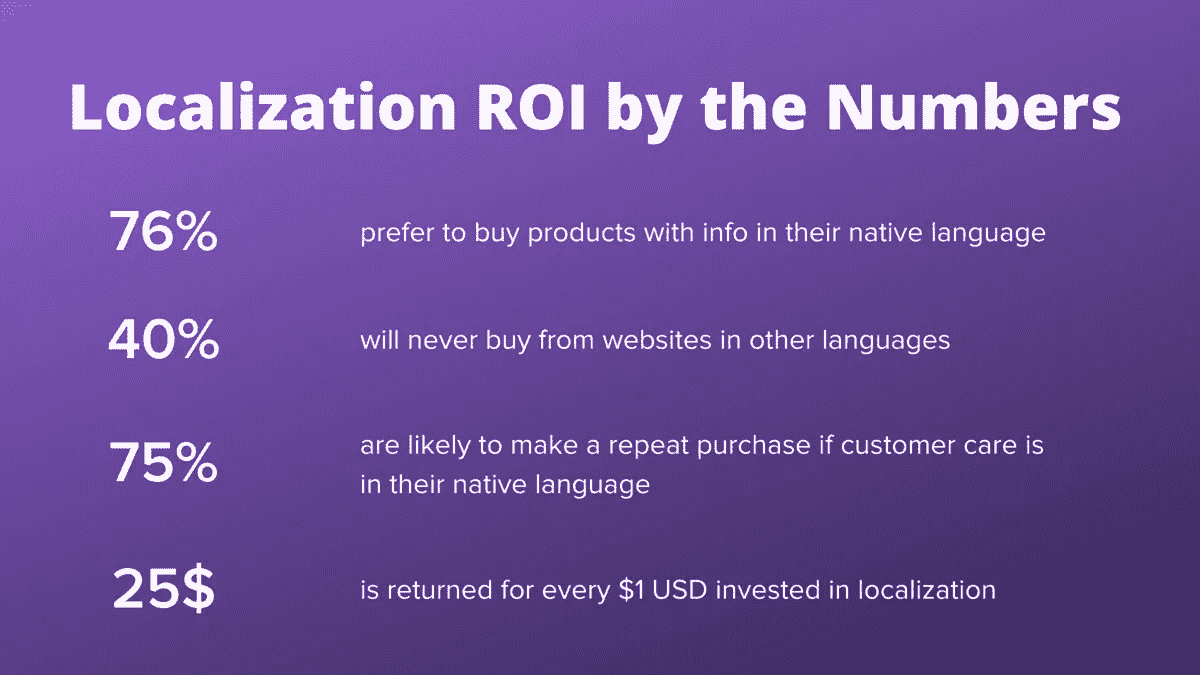 Localization ROI by the Numbers
76%
prefer to buy products with info in their native language
40%
will never buy from websites in other languages
75%
are likely to make a repeat purchase if customer care is
in their native language
25$
is returned for every $1 USD invested in localization